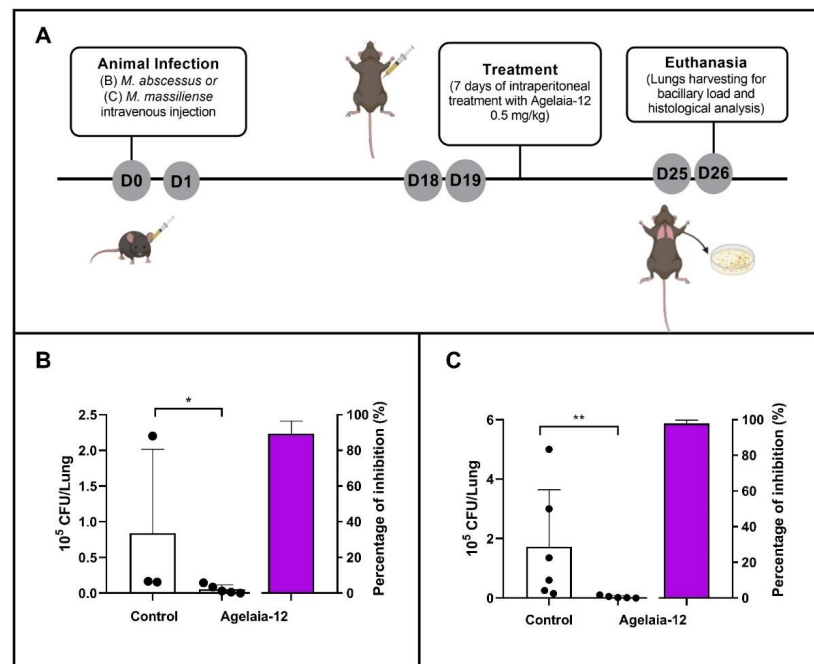 A
Animal Infection
(B) M. abscessus or
(C) M. massiliense
intravenous injection
Treatment
(7 days of intraperitoneal
treatment with Agelaia-12
0.5 mg/kg)
Euthanasia
(Lungs harvesting for
bacillary load and
histological analysis)
D0
D1
D18
D19
D25
D26
B
*
2.5
2.0
1.5
1.0
0.5
0.0
10⁵ CFU/Lung
100
80
60
40
20
0
Percentage of inhibition (%)
Control
Agelaia-12
C
**
6
4
2
0
10⁵ CFU/Lung
100
80
60
40
20
0
Percentage of inhibition (%)
Control
Agelaia-12